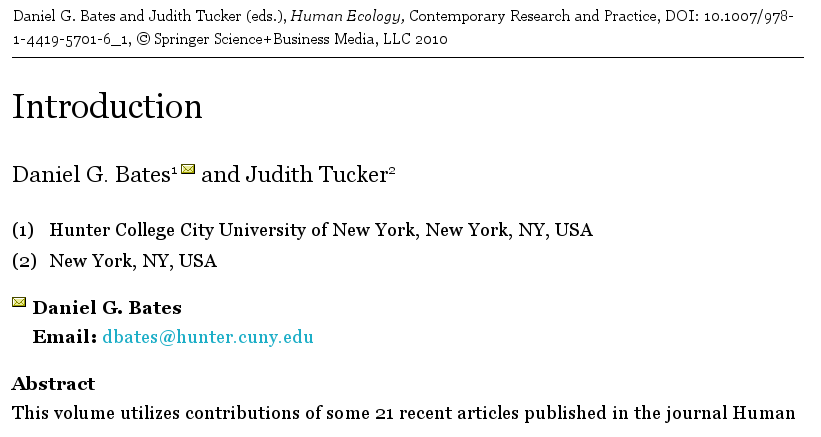 Daniel G. Bates and Judith Tucker (eds.), Human Ecology, Contemporary Research and Practice, DOI: 10.1007/978-
1-4419-5701-6_1, © Springer Science+Business Media, LLC 2010
Introduction
Daniel G. Bates1 and Judith Tucker2
(1) Hunter College City University of New York, New York, NY, USA
(2) New York, NY, USA
Daniel G. Bates
Email: dbates@hunter.cuny.edu
Abstract
This volume utilizes contributions of some 21 recent articles published in the journal Human